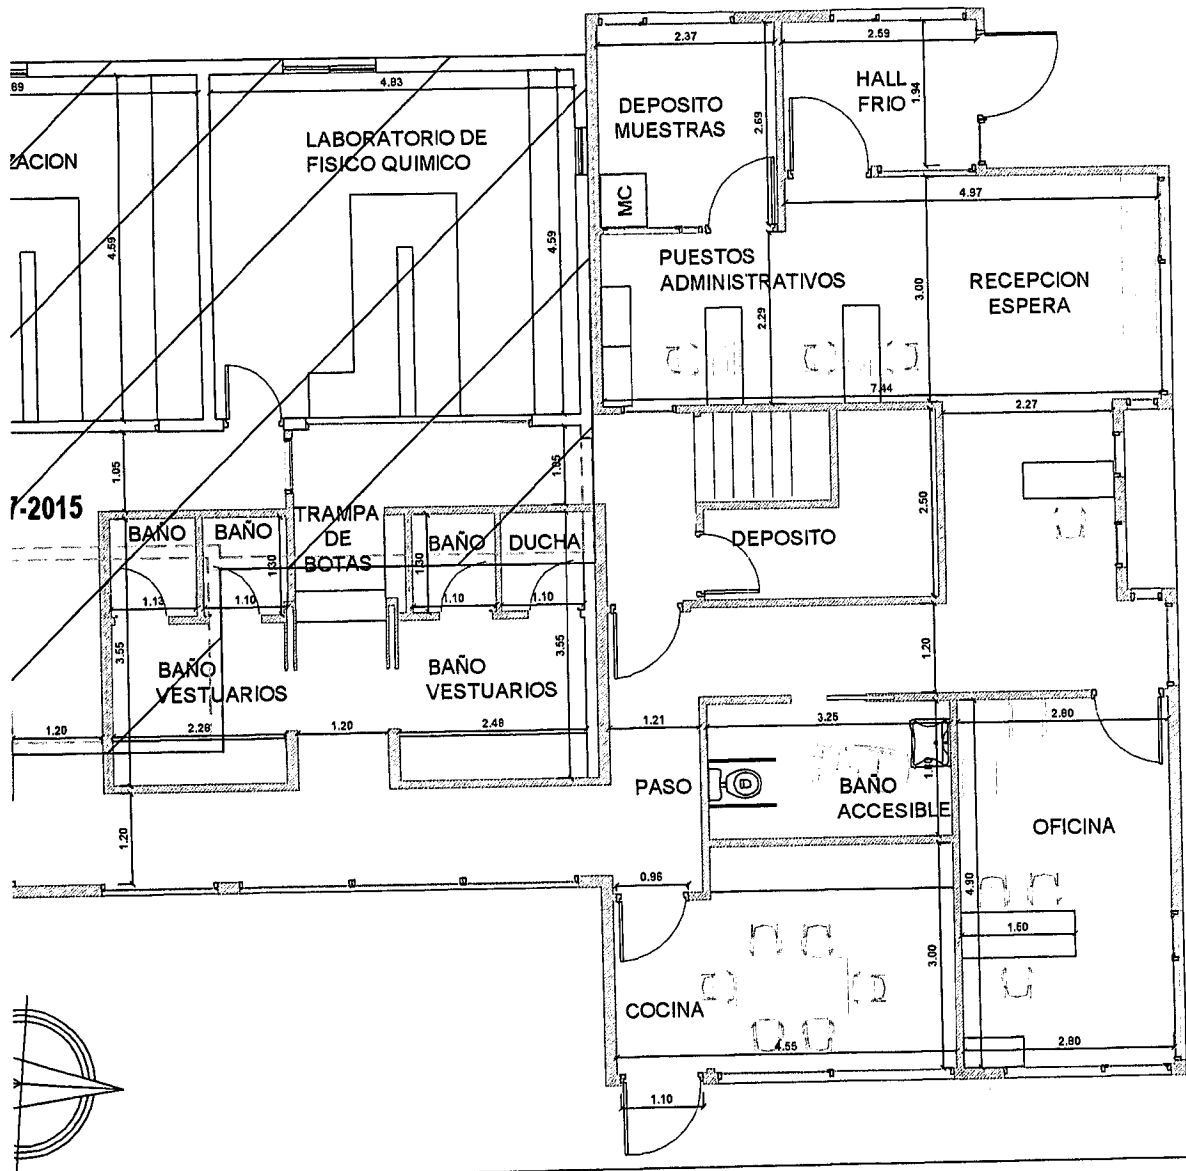 2.37
2.59
.89
4.83
HALL
FRIO
1.94
DEPOSITO
MUESTRAS
2.69
LABORATORIO DE
FISICO QUIMICO
ZACION
MC
4.97
4.59
4.59
PUESTOS
ADMINISTRATIVOS
3.00
RECEPCION
ESPERA
2.29
7.44
2.27
1.05
1.05
7-2015
2.50
BAÑO
BAÑO
TRAMPA
DE
BOTAS
BAÑO
DUCHA
DEPOSITO
1.30
1.30
1.13
1.10
1.10
1.10
3.55
3.55
1.20
BAÑO
VESTUARIOS
BAÑO
VESTUARIOS
1.20
2.28
1.20
2.48
1.21
3.25
2.80
PASO
BAÑO
ACCESIBLE
OFICINA
1.20
0.96
4.90
1.60
3.00
COCINA
4.55
2.80
1.10